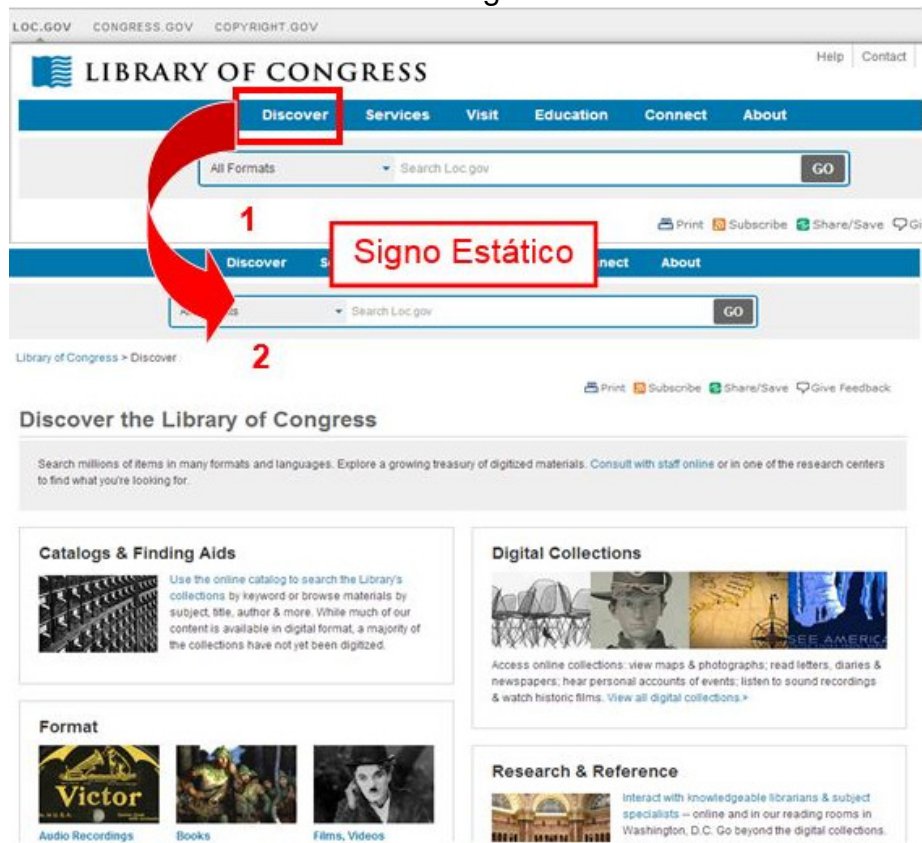 LOC.GOV CONGRESS.GOV COPYRIGHT.GOV
Help Contact
LIBRARY OF CONGRESS
Discover Services Visit Education Connect About
All Formats Search Loc.gov GO
1
Print Subscribe Share/Save Gi
Signo Estático
Discover S nnect About
Search Loc.gov GO
2
Library of Congress > Discover
Print Subscribe Share/Save Give Feedback
Discover the Library of Congress
Search millions of items in many formats and languages. Explore a growing treasury of digitized materials. Consult with staff online or in one of the research centers
to find what you're looking for.
Catalogs & Finding Aids
Use the online catalog to search the Library's
collections by keyword or browse materials by
subject, title, author & more. While much of our
content is available in digital format, a majority of
the collections have not yet been digitized.
Digital Collections
SEE AMERICA
Access online collections: view maps & photographs; read letters, diaries &
newspapers; hear personal accounts of events; listen to sound recordings
& watch historic films. View all digital collections.»
Format
Victor
Audio Recordings Books Films, Videos
Research & Reference
Interact with knowledgeable librarians & subject
specialists -- online and in our reading rooms in
Washington, D.C. Go beyond the digital collections.